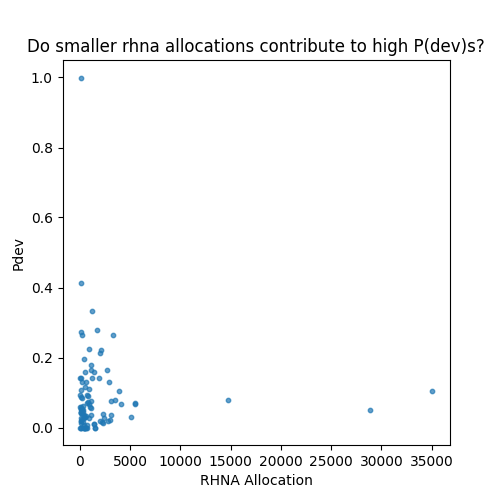 Do smaller rhna allocations contribute to high P(dev)s?
1.0
0.8
0.6
0.4
0.2
0.0
Pdev
0 5000 10000 15000 20000 25000 30000 35000
RHNA Allocation